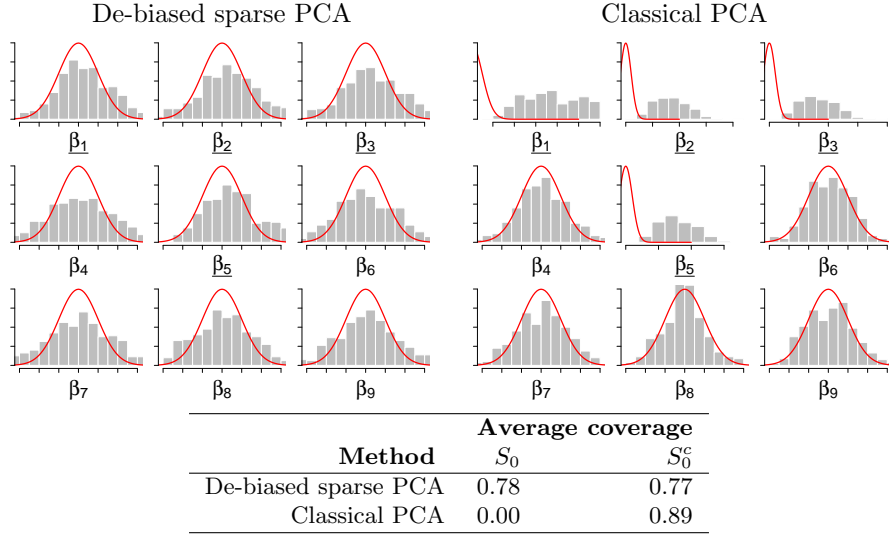 De-biased sparse PCA Classical PCA
β1 β2 β3 β1 β2 β3
β4 β5 β6 β4 β5 β6
β7 β8 β9 β7 β8 β9
Average coverage
Method S0 S0^c
De-biased sparse PCA 0.78 0.77
Classical PCA 0.00 0.89